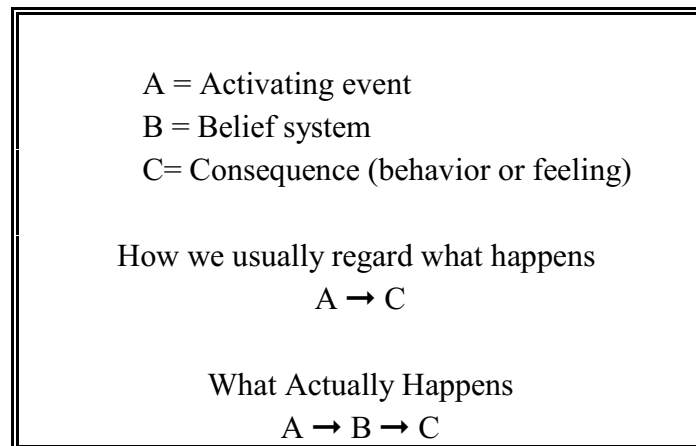 A = Activating event
B = Belief system
C= Consequence (behavior or feeling)
How we usually regard what happens
A → C
What Actually Happens
A → B → C